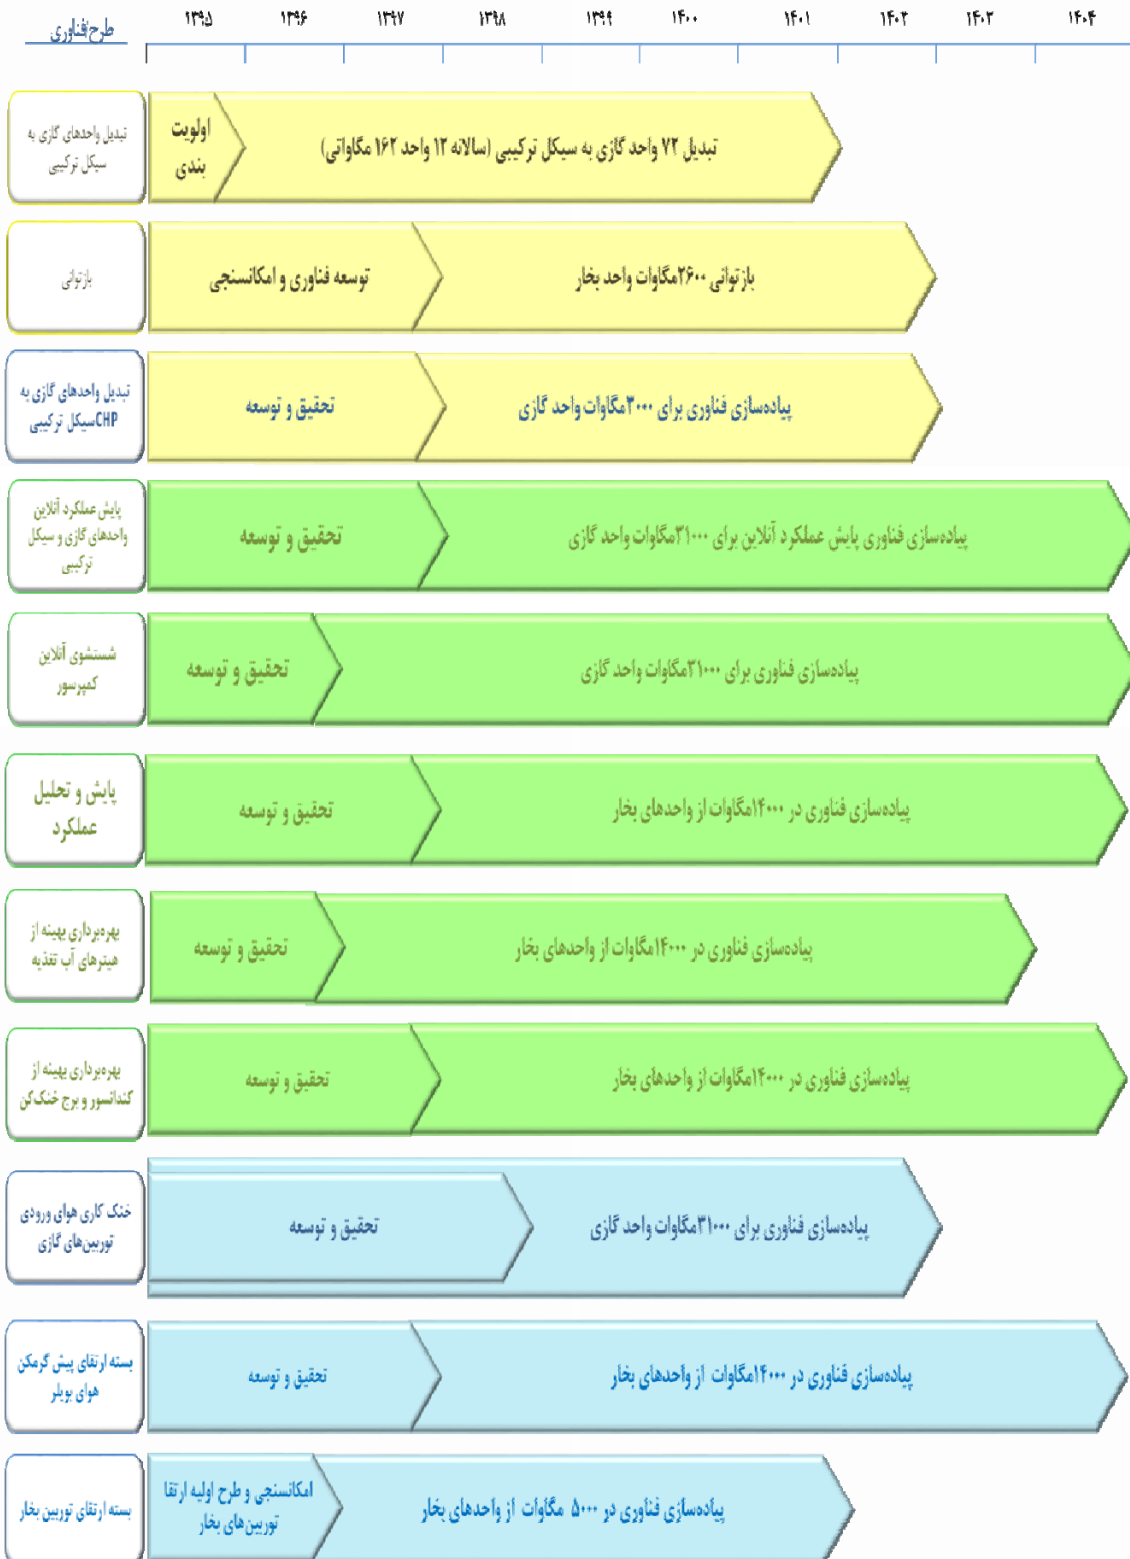 طرح/فناوری
۱۳۹۵ ۱۳۹۶ ۱۳۹۷ ۱۳۹۸ ۱۳۹۹ ۱۴۰۰ ۱۴۰۱ ۱۴۰۲ ۱۴۰۳ ۱۴۰۴
تبدیل واحدهای گازی به
سیکل ترکیبی
اولویت
بندی
تبدیل ۷۲ واحد گازی به سیکل ترکیبی (سالانه ۱۲ واحد ۱۶۲ مگاواتی)
بازتوانی
توسعه فناوری و امکانسنجی
بازتوانی ۲۶۰۰مگاوات واحد بخار
تبدیل واحدهای گازی به
CHPسیکل ترکیبی
تحقیق و توسعه
پیاده‌سازی فناوری برای ۳۰۰۰مگاوات واحد گازی
پایش عملکرد آنلاین
واحدهای گازی و سیکل
ترکیبی
تحقیق و توسعه
پیاده‌سازی فناوری پایش عملکرد آنلاین برای ۳۱۰۰۰مگاوات واحد گازی
شستشوی آنلاین
کمپرسور
تحقیق و توسعه
پیاده‌سازی فناوری برای ۳۱۰۰۰مگاوات واحد گازی
پایش و تحلیل
عملکرد
تحقیق و توسعه
پیاده‌سازی فناوری در ۱۴۰۰۰مگاوات از واحدهای بخار
بهره‌برداری بهینه از
هیترهای آب تغذیه
تحقیق و توسعه
پیاده‌سازی فناوری در ۱۴۰۰۰مگاوات از واحدهای بخار
بهره‌برداری بهینه از
کندانسور و برج خنک‌کن
تحقیق و توسعه
پیاده‌سازی فناوری در ۱۴۰۰۰مگاوات از واحدهای بخار
خنک کاری هوای ورودی
توربین‌های گازی
تحقیق و توسعه
پیاده‌سازی فناوری برای ۳۱۰۰۰مگاوات واحد گازی
بسته ارتقای پیش گرمکن
هوای بویلر
تحقیق و توسعه
پیاده‌سازی فناوری در ۱۴۰۰۰مگاوات از واحدهای بخار
بسته ارتقای توربین بخار
امکانسنجی و طرح اولیه ارتقا
توربین‌های بخار
پیاده‌سازی فناوری در ۵۰۰۰ مگاوات از واحدهای بخار